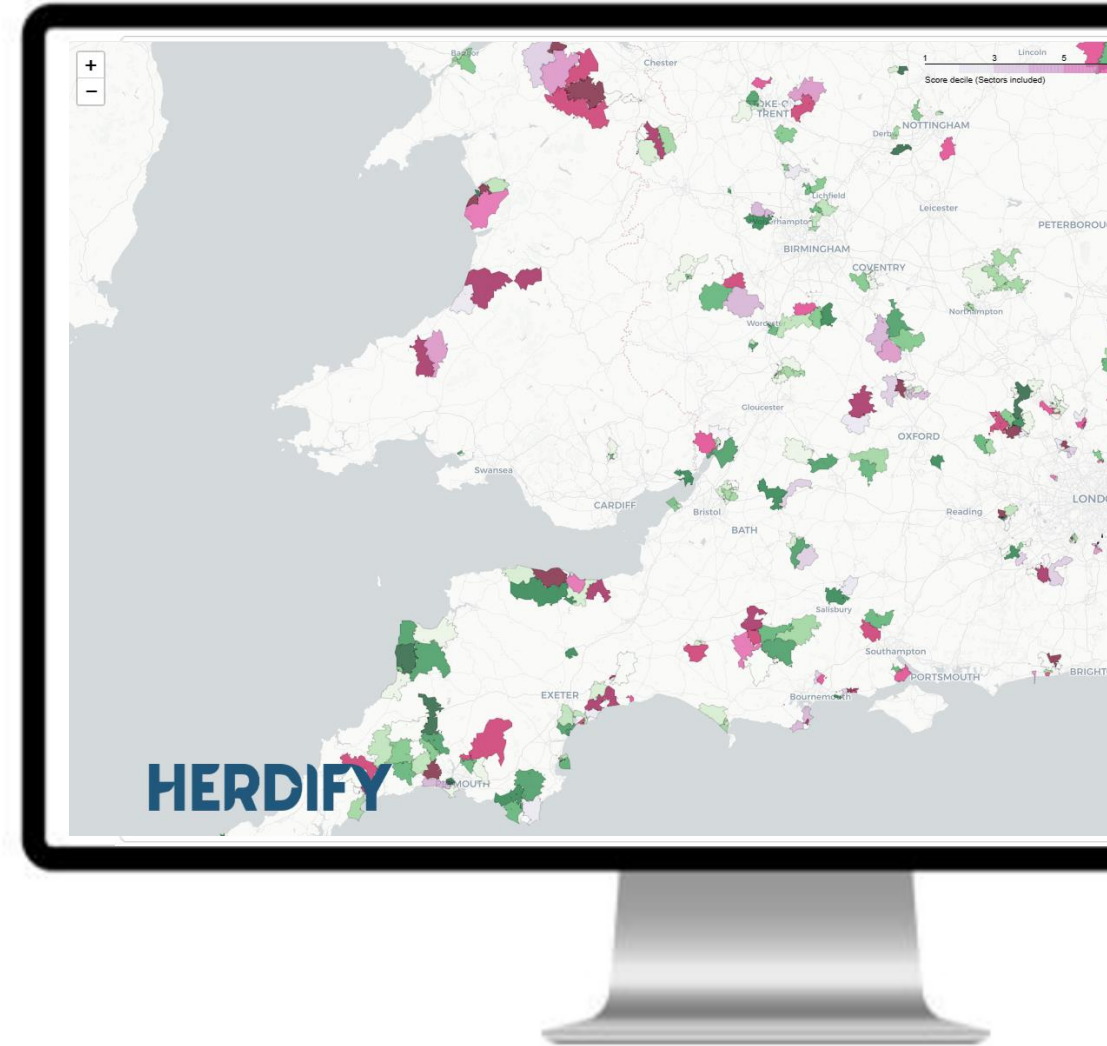 +
−
1 3 5
Score decile (Sectors included)
Bangor
Chester
Lincoln
NOTTINGHAM
Derby
Lichfield
Leicester
PETERBOROU
BIRMINGHAM
COVENTRY
Northampton
Worcester
Gloucester
OXFORD
Swansea
CARDIFF
Bristol
BATH
Reading
LONDO
Salisbury
Southampton
PORTSMOUTH
BRIGHT
Bournemouth
EXETER
HERDIFY